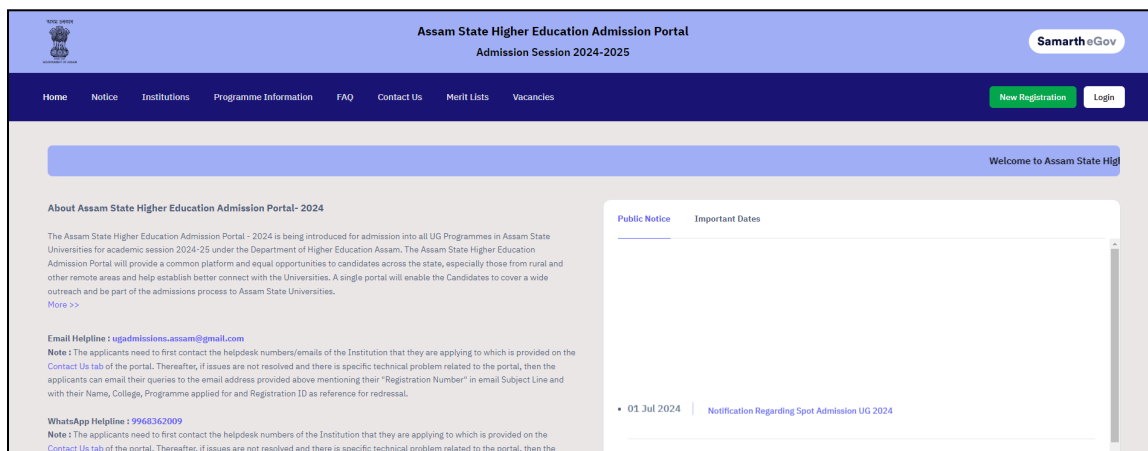 Assam State Higher Education Admission Portal
Admission Session 2024-2025
Samarth eGov
Home Notice Institutions Programme Information FAQ Contact Us Merit Lists Vacancies New Registration Login
Welcome to Assam State Higl
About Assam State Higher Education Admission Portal- 2024
The Assam State Higher Education Admission Portal - 2024 is being introduced for admission into all UG Programmes in Assam State
Universities for academic session 2024-25 under the Department of Higher Education Assam. The Assam State Higher Education
Admission Portal will provide a common platform and equal opportunities to candidates across the state, especially those from rural and
other remote areas and help establish better connect with the Universities. A single portal will enable the Candidates to cover a wide
outreach and be part of the admissions process to Assam State Universities.
More >>
Email Helpline : ugadmissions.assam@gmail.com
Note : The applicants need to first contact the helpdesk numbers/emails of the Institution that they are applying to which is provided on the
Contact Us tab of the portal. Thereafter, if issues are not resolved and there is specific technical problem related to the portal, then the
applicants can email their queries to the email address provided above mentioning their "Registration Number" in email Subject Line and
with their Name, College, Programme applied for and Registration ID as reference for redressal.
WhatsApp Helpline : 9968362009
Note : The applicants need to first contact the helpdesk numbers of the Institution that they are applying to which is provided on the
Contact Us tab of the portal. Thereafter, if issues are not resolved and there is specific technical problem related to the portal, then the
Public Notice Important Dates
• 01 Jul 2024 Notification Regarding Spot Admission UG 2024